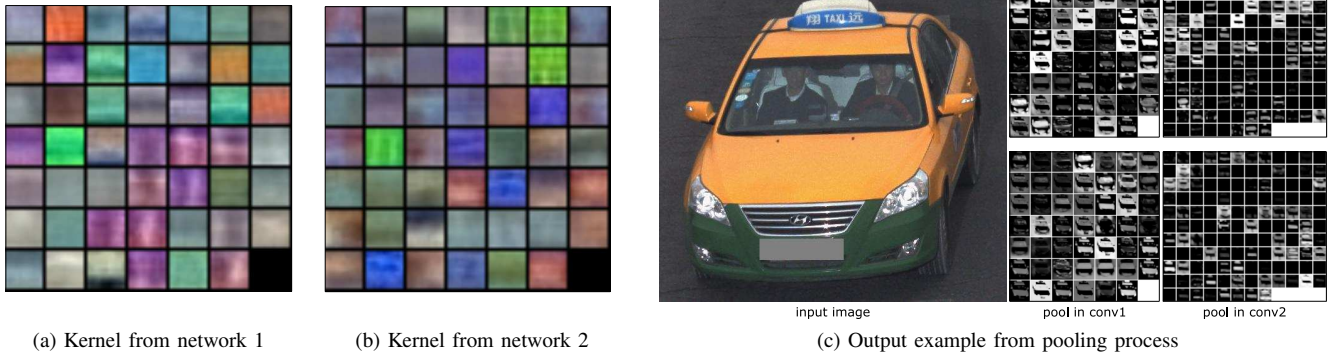 翔 TAXI 远
input image
pool in conv1
pool in conv2
(a) Kernel from network 1
(b) Kernel from network 2
(c) Output example from pooling process